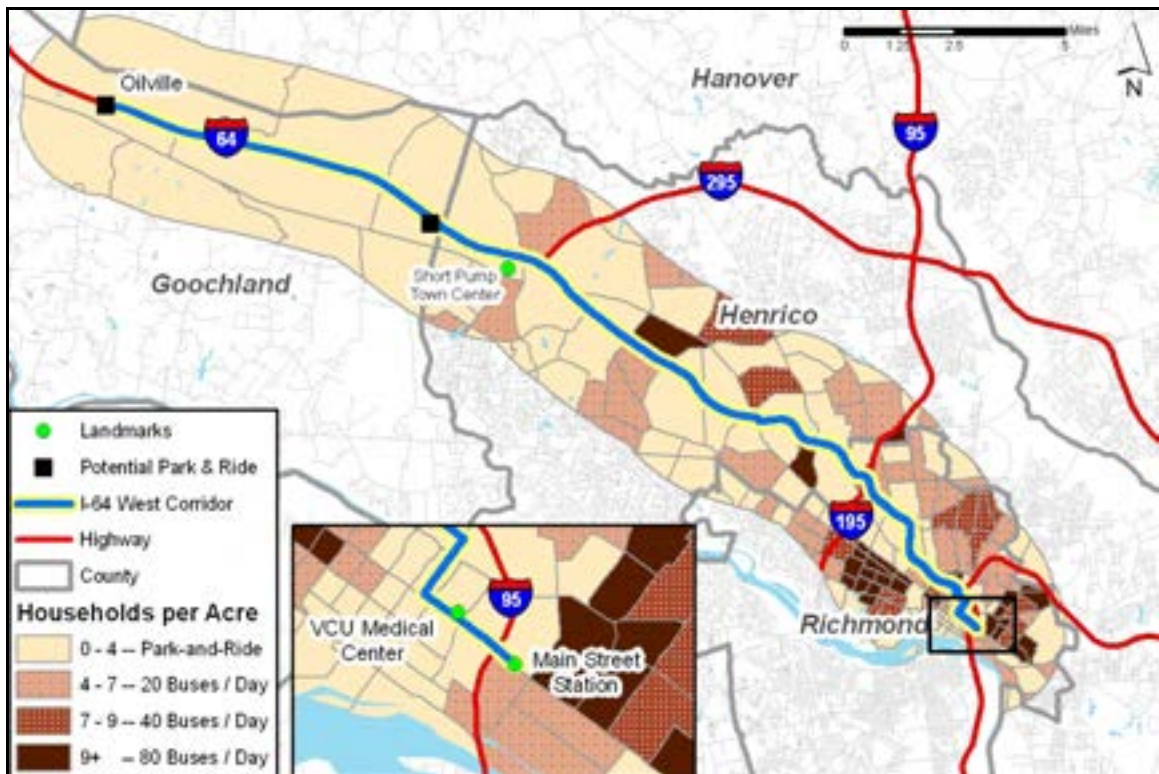 Miles
0 1.25 2.5 5
N
Hanover
95
295
Oilville
64
Goochland
Short Pump
Town Center
Henrico
195
Richmond
Landmarks
Potential Park & Ride
I-64 West Corridor
Highway
County
Households per Acre
0 - 4 -- Park-and-Ride
4 - 7 -- 20 Buses / Day
7 - 9 -- 40 Buses / Day
9+ -- 80 Buses / Day
95
VCU Medical
Center
Main Street
Station